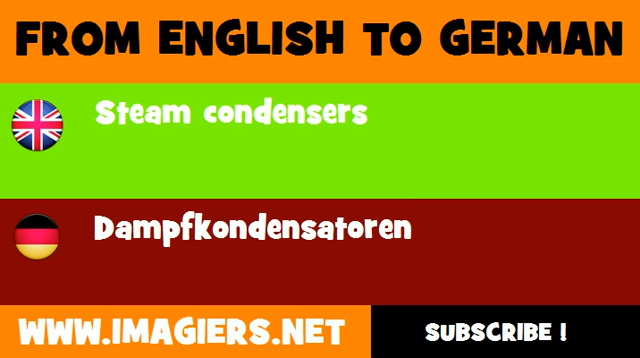 FROM ENGLISH TO GERMAN
Steam condensers
Dampfkondensatoren
WWW.IMAGIERS.NET
SUBSCRIBE !